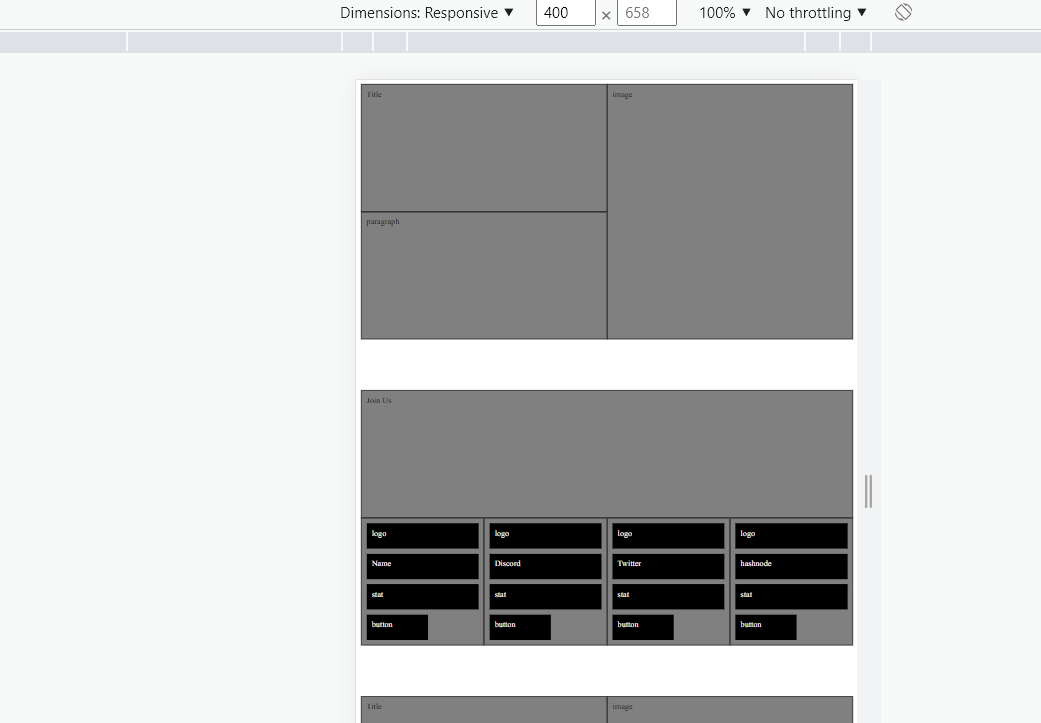 Dimensions: Responsive ▼ 400 × 658 100% ▼ No throttling ▼
Title image
paragraph
Join Us
logo logo logo logo
Name Discord Twitter hashnode
stat stat stat stat
button button button button
Title image